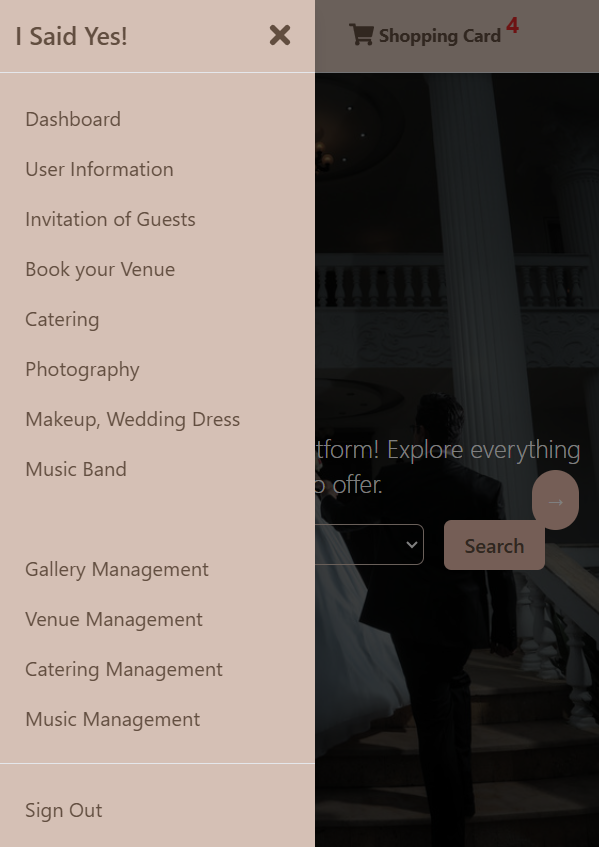 I Said Yes!
Shopping Card 4
Dashboard
User Information
Invitation of Guests
Book your Venue
Catering
Photography
Makeup, Wedding Dress
Music Band
Gallery Management
Venue Management
Catering Management
Music Management
Sign Out
Explore everything
offer.
→
Search